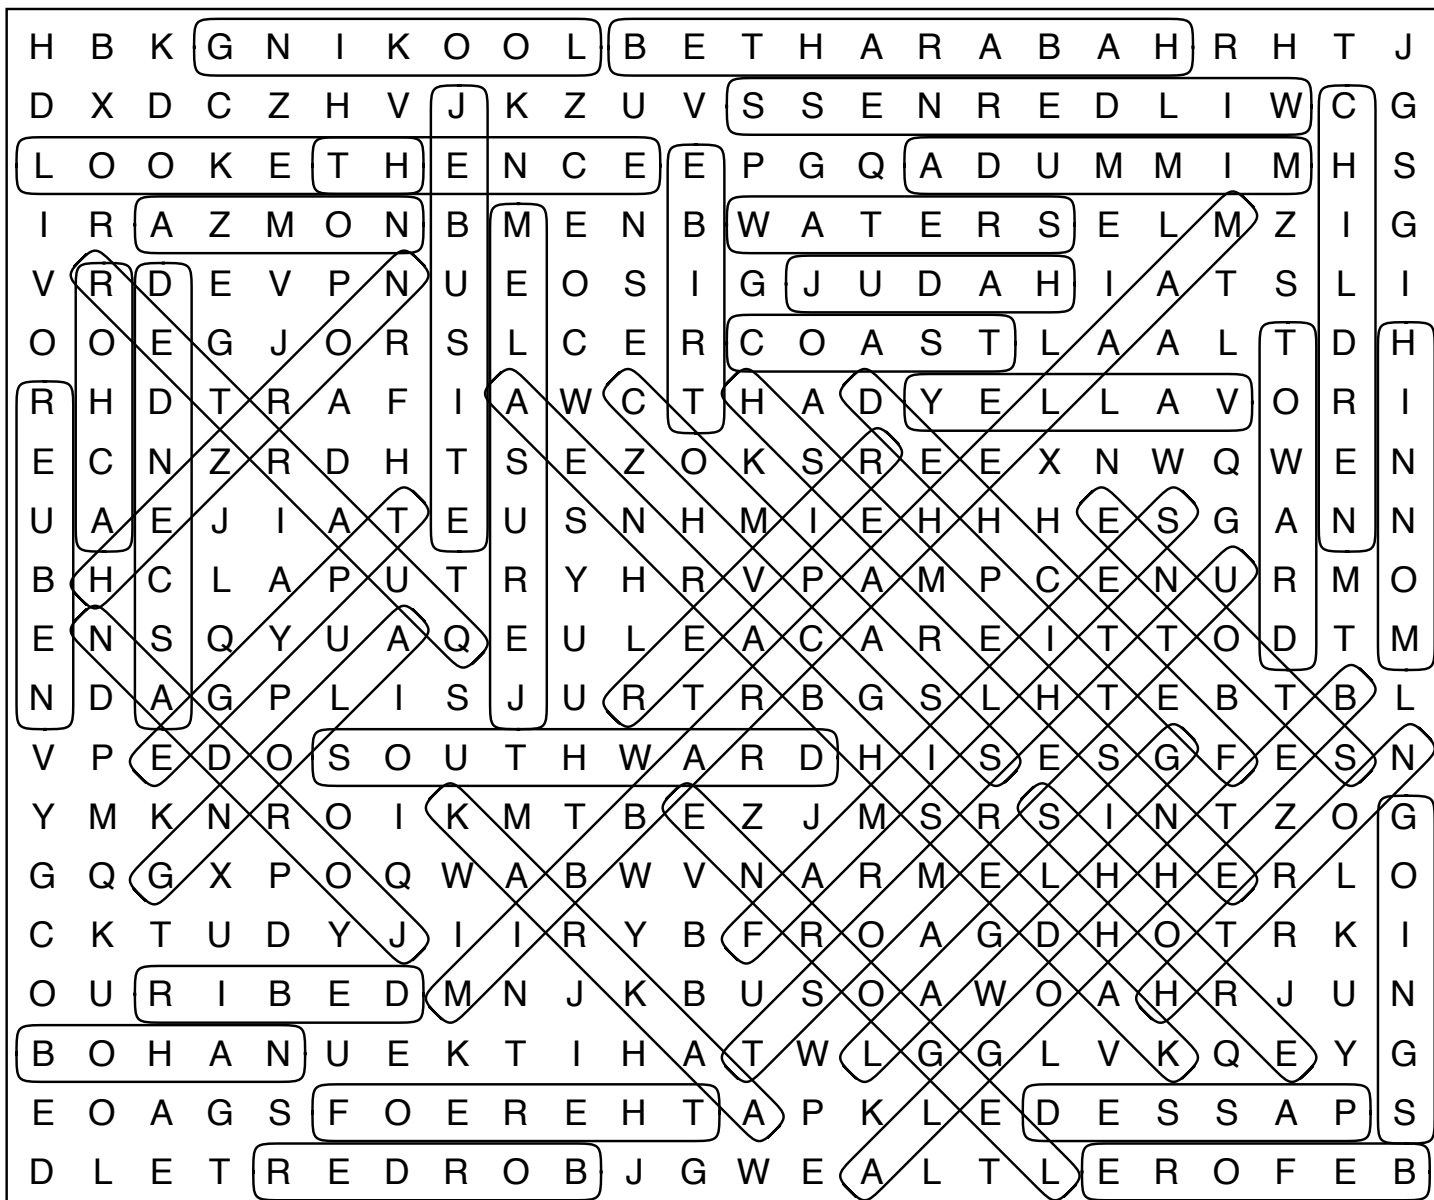 H B K G N I K O O L B E T H A R A B A H R H T J
D X D C Z H V J K Z U V S S E N R E D L I W C G
L O O K E T H E N C E E P G Q A D U M M I M H S
I R A Z M O N B M E N B W A T E R S E L M Z I G
V R D E V P N U E O S I G J U D A H I A T S L I
O O E G J O R S L C E R C O A S T L A A L T D H
R H D T R A F I A W C T H A D Y E L L A V O R I
E C N Z R D H T S E Z O K S R E E X N W Q W E N
U A E J I A T E U S N H M I E H H H E S G A N N
B H C L A P U T R Y H R V P A M P C E N U R M O
E N S Q Y U A Q E U L E A C A R E I T T O D T M
N D A G P L I S J U R T R B G S L H T E B T B L
V P E D O S O U T H W A R D H I S E S G F E S N
Y M K N R O I K M T B E Z J M S R S I N T Z O G
G Q G X P O Q W A B W V N A R M E L H H E R L O
C K T U D Y J I I R Y B F R O A G D H O T R K I
O U R I B E D M N J K B U S O A W O A H R J U N
B O H A N U E K T I H A T W L G G L V K Q E Y G
E O A G S F O E R E H T A P K L E D E S S A P S
D L E T R E D R O B J G W E A L T L E R O F E B